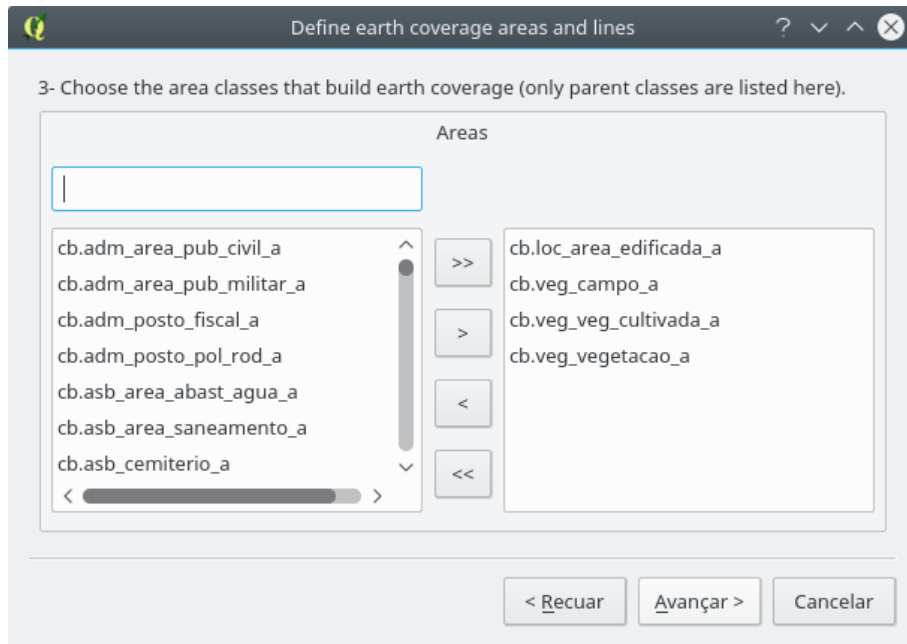 Define earth coverage areas and lines
3- Choose the area classes that build earth coverage (only parent classes are listed here).
Areas
cb.adm_area_pub_civil_a
cb.adm_area_pub_militar_a
cb.adm_posto_fiscal_a
cb.adm_posto_pol_rod_a
cb.asb_area_abast_agua_a
cb.asb_area_saneamento_a
cb.asb_cemiterio_a
>>
>
<
<<
cb.loc_area_edificada_a
cb.veg_campo_a
cb.veg_veg_cultivada_a
cb.veg_vegetacao_a
< Recuar
Avançar >
Cancelar